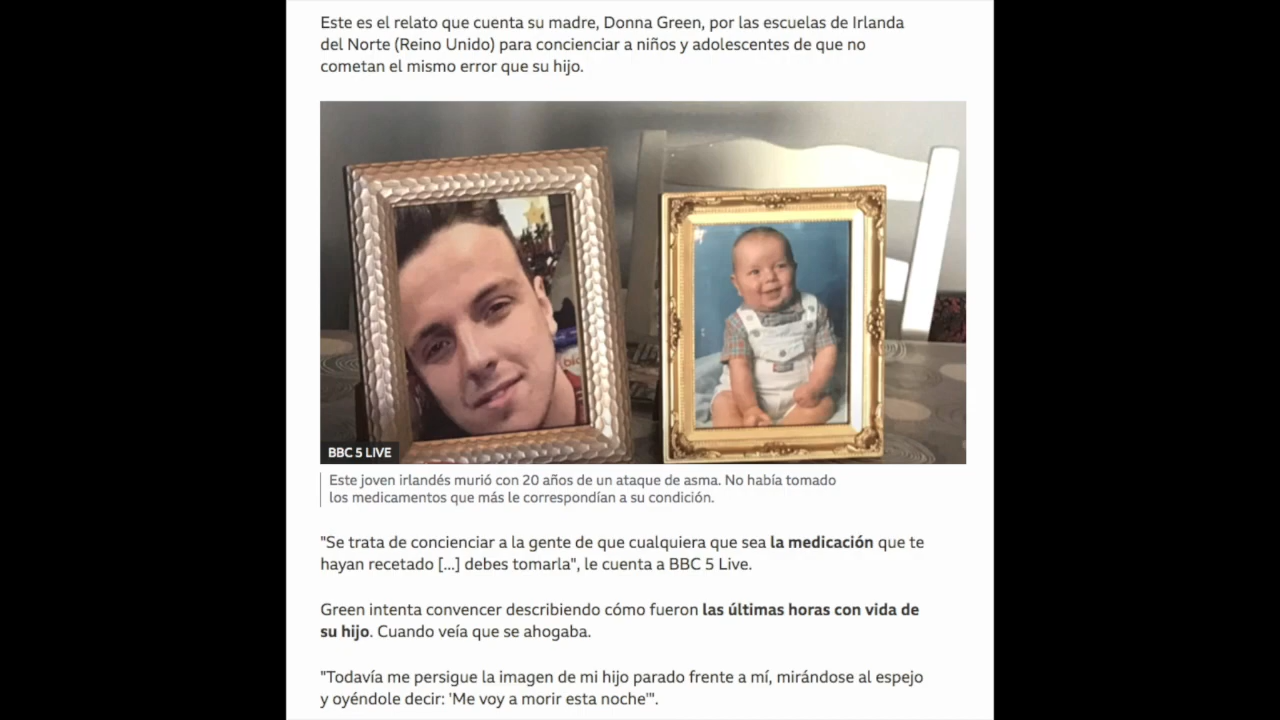 Este es el relato que cuenta su madre, Donna Green, por las escuelas de Irlanda
del Norte (Reino Unido) para concienciar a niños y adolescentes de que no
cometan el mismo error que su hijo.
BBC 5 LIVE
Este joven irlandés murió con 20 años de un ataque de asma. No había tomado
los medicamentos que más le correspondían a su condición.
"Se trata de concienciar a la gente de que cualquiera que sea la medicación que te
hayan recetado [...] debes tomarla", le cuenta a BBC 5 Live.
Green intenta convencer describiendo cómo fueron las últimas horas con vida de
su hijo. Cuando veía que se ahogaba.
"Todavía me persigue la imagen de mi hijo parado frente a mí, mirándose al espejo
y oyéndole decir: 'Me voy a morir esta noche'".